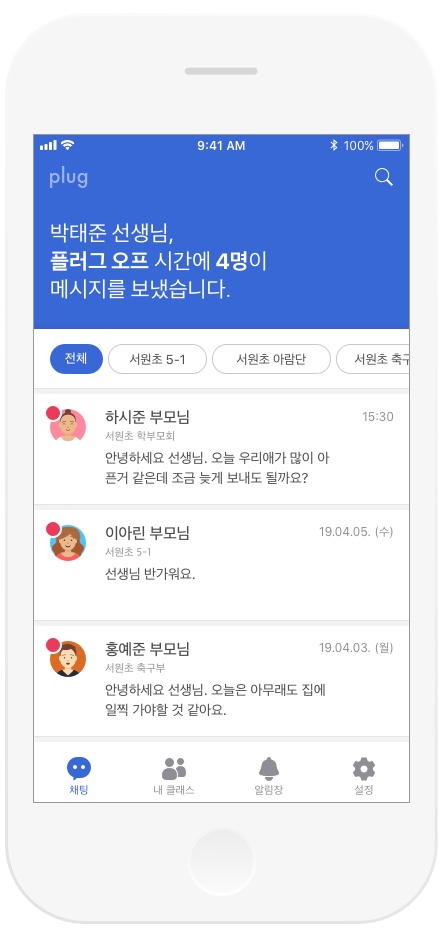 9:41 AM
100%
plug
박태준 선생님,
플러그 오프 시간에 4명이
메시지를 보냈습니다.
전체
서원초 5-1
서원초 아람단
서원초 축구
하시준 부모님
15:30
서원초 학부모회
안녕하세요 선생님. 오늘 우리애가 많이 아
픈거 같은데 조금 늦게 보내도 될까요?
이아린 부모님
19.04.05. (수)
서원초 5-1
선생님 반가워요.
홍예준 부모님
19.04.03. (월)
서원초 축구부
안녕하세요 선생님. 오늘은 아무래도 집에
일찍 가야할 것 같아요.
채팅
내 클래스
알림장
설정